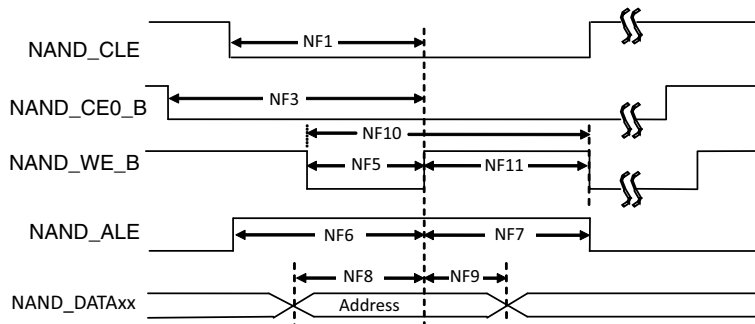 NAND_CLE
NF1
NAND_CE0_B
NF3
NF10
NAND_WE_B
NF5
NF11
NAND_ALE
NF6
NF7
NF8
NF9
NAND_DATAxx
Address